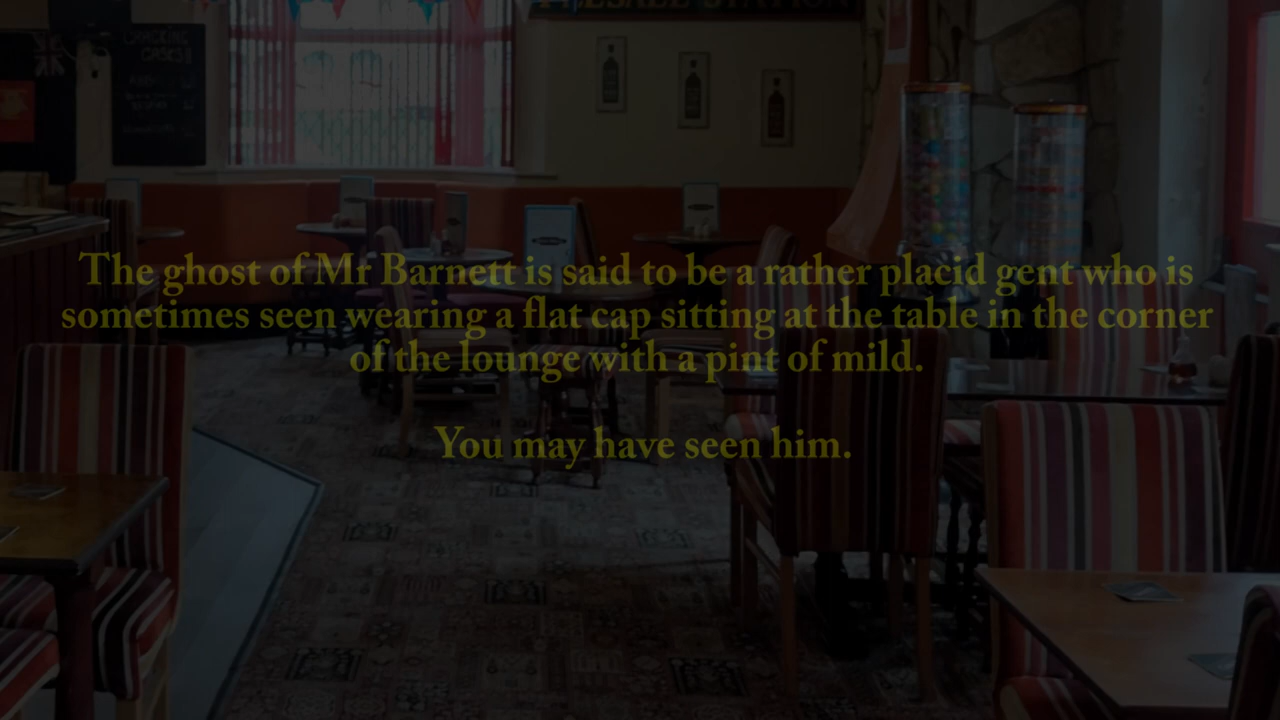 The ghost of Mr Barnett is said to be a rather placid gent who is
sometimes seen wearing a flat cap sitting at the table in the corner
of the lounge with a pint of mild.
You may have seen him.
STATION